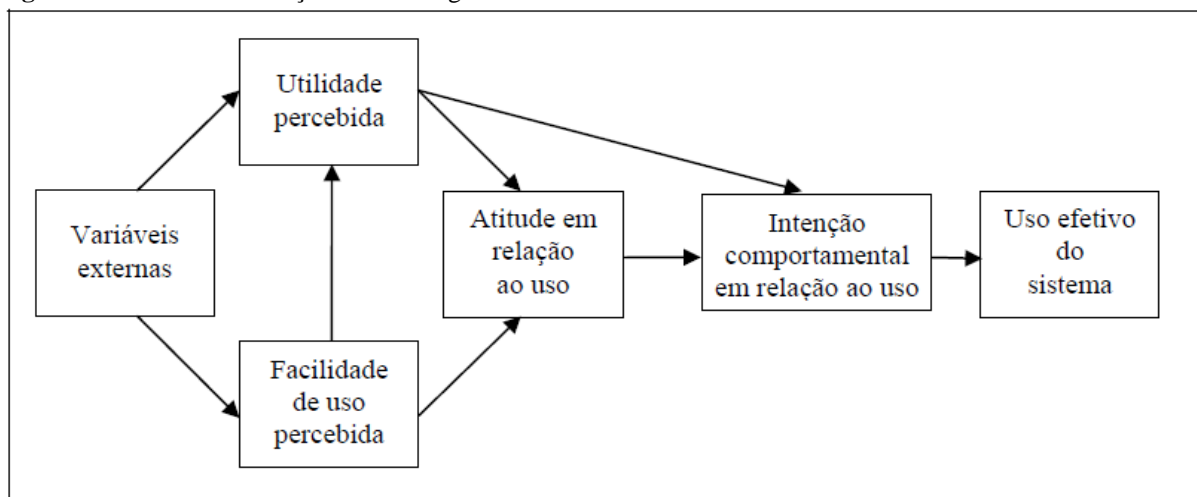 Utilidade
percebida
Variáveis
externas
Atitude em
relação
ao uso
Intenção
comportamental
em relação ao uso
Uso efetivo
do
sistema
Facilidade
de uso
percebida